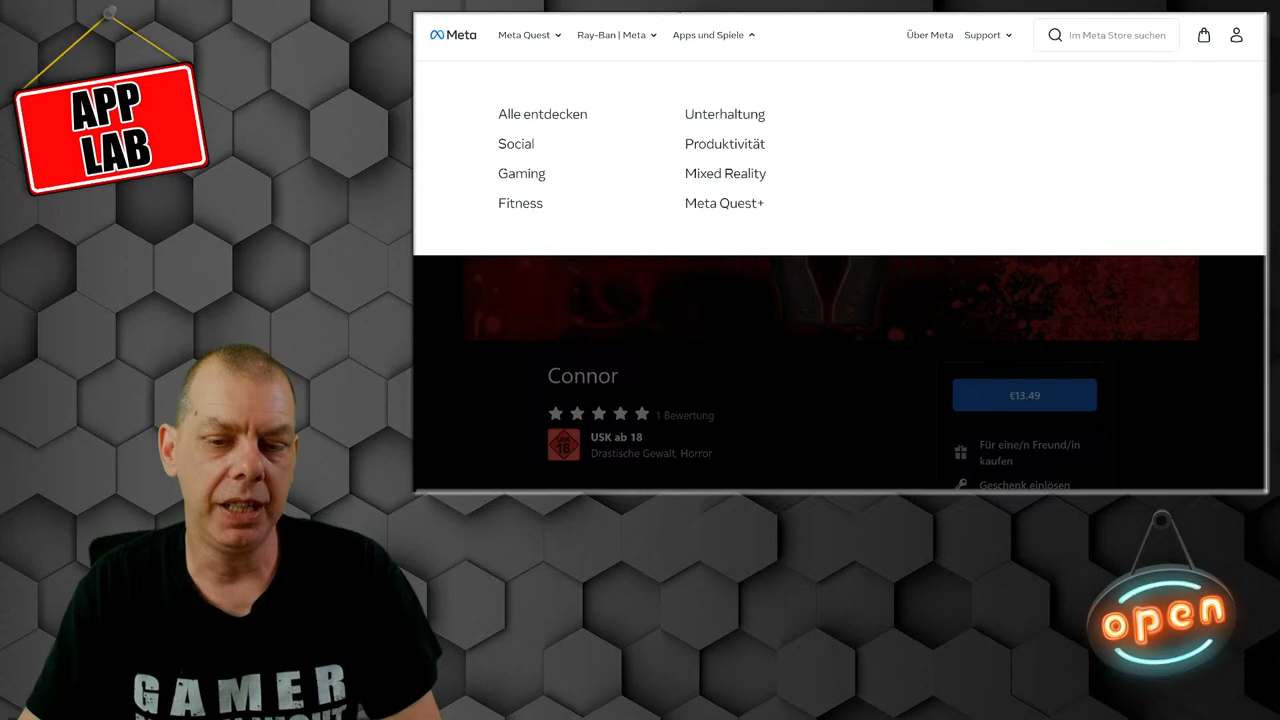 APP
LAB
Meta
Meta Quest
Ray-Ban | Meta
Apps und Spiele
Über Meta
Support
Im Meta Store suchen
Alle entdecken
Social
Gaming
Fitness
Unterhaltung
Produktivität
Mixed Reality
Meta Quest+
Connor
1 Bewertung
USK ab 18
Drastische Gewalt, Horror
€13.49
Für eine/n Freund/in
kaufen
Geschenk einlösen
GAMER
open